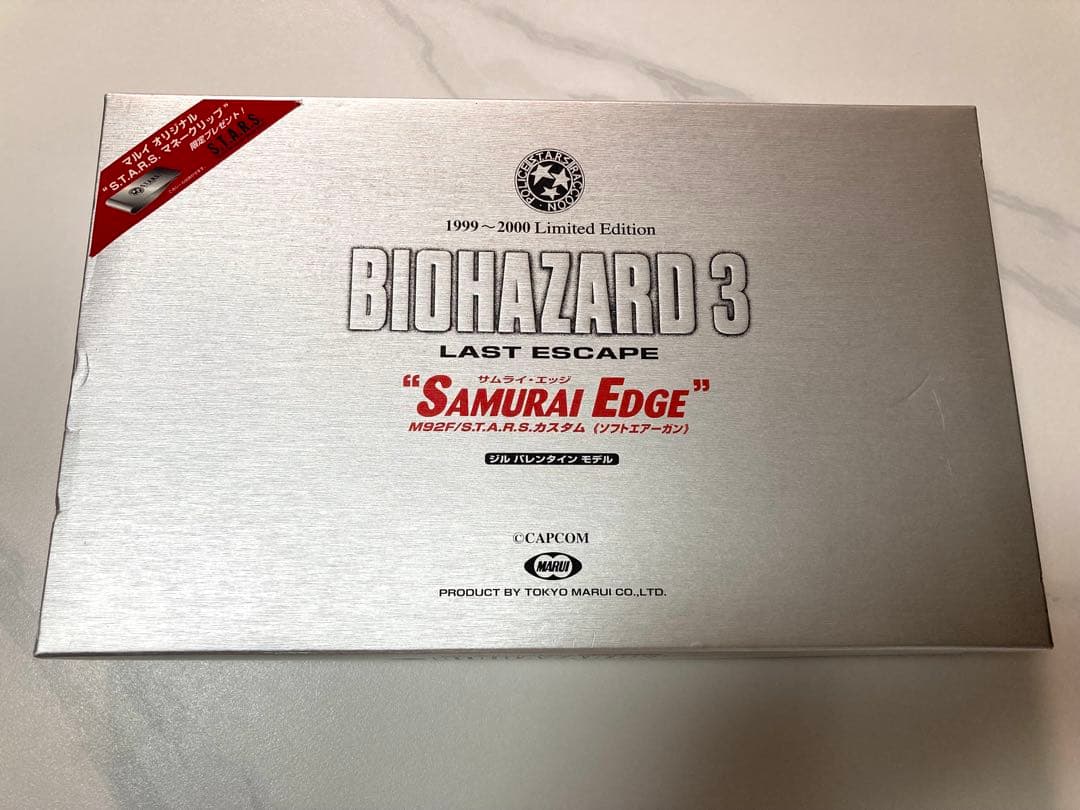 マルイ オリジナル
"S.T.A.R.S. マネークリップ"
限定プレゼント!
S.T.A.R.S.
S.T.A.R.S.
S.T.A.R.S. RACCOON POLICE
1999～2000 Limited Edition
BIOHAZARD 3
LAST ESCAPE
サムライ・エッジ
“SAMURAI EDGE”
M92F/S.T.A.R.S.カスタム〈ソフトエアーガン〉
ジル バレンタイン モデル
©CAPCOM
MARUI
PRODUCT BY TOKYO MARUI CO.,LTD.